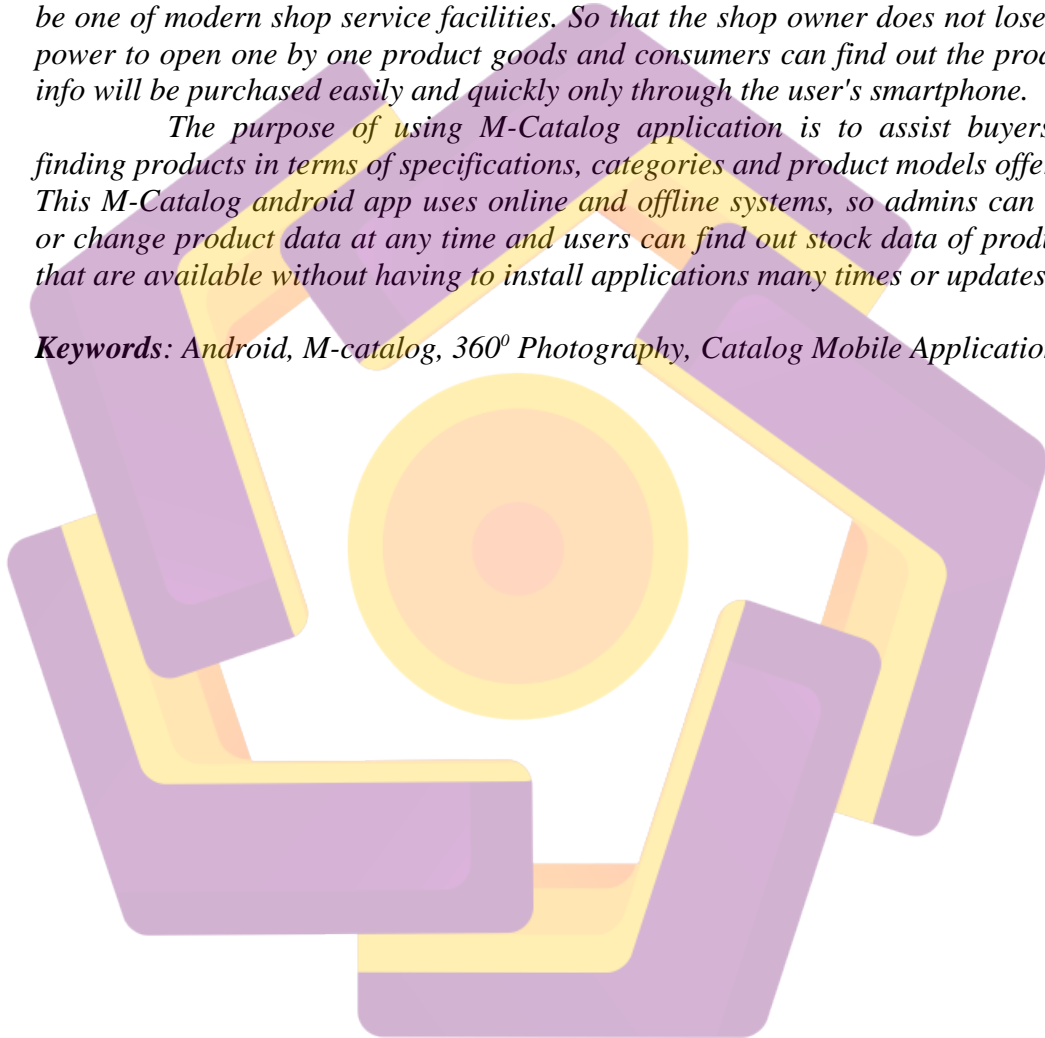 be one of modern shop service facilities. So that the shop owner does not lose
power to open one by one product goods and consumers can find out the
info will be purchased easily and quickly only through the user's smartphone.
The purpose of using M-Catalog application is to assist buyers
finding products in terms of specifications, categories and product models
This M-Catalog android app uses online and offline systems, so admins can
or change product data at any time and users can find out stock data of
that are available without having to install applications many times or updates
Keywords: Android, M-catalog, 360⁰ Photography, Catalog Mobile